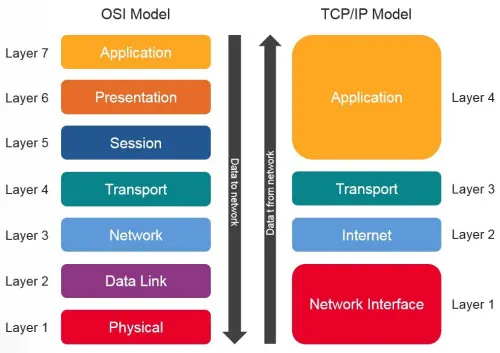 OSI Model
TCP/IP Model
Layer 7
Application
Layer 6
Presentation
Layer 5
Session
Layer 4
Transport
Layer 3
Network
Layer 2
Data Link
Layer 1
Physical
Data to network
Data t from network
Application
Layer 4
Transport
Layer 3
Internet
Layer 2
Network Interface
Layer 1